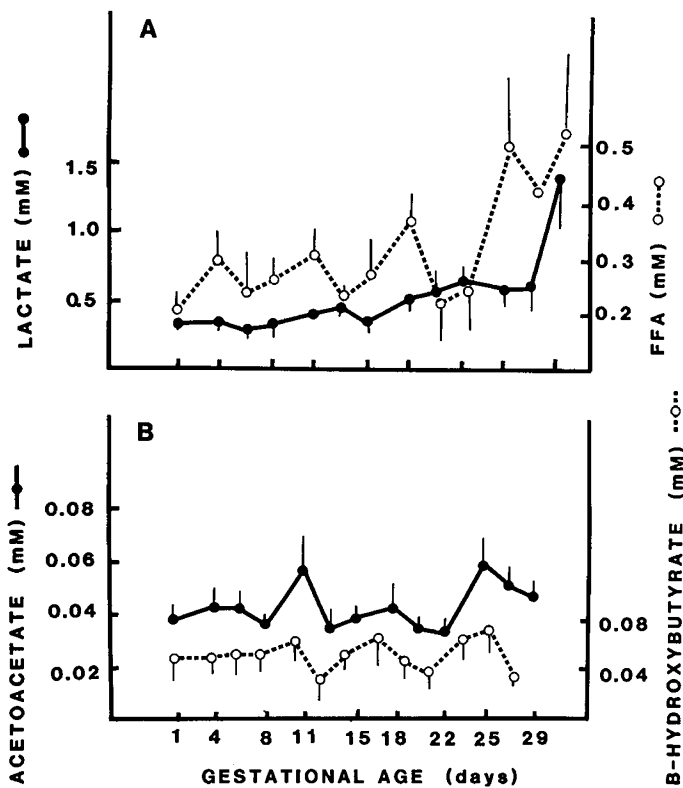 A
LACTATE (mM)
1.5
1.0
0.5
0.5
0.4
0.3
0.2
FFA (mM)
B
ACETOACETATE (mM)
0.08
0.06
0.04
0.02
0.08
0.04
B-HYDROXYBUTYRATE (mM)
1 4 8 11 15 18 22 25 29
GESTATIONAL AGE (days)